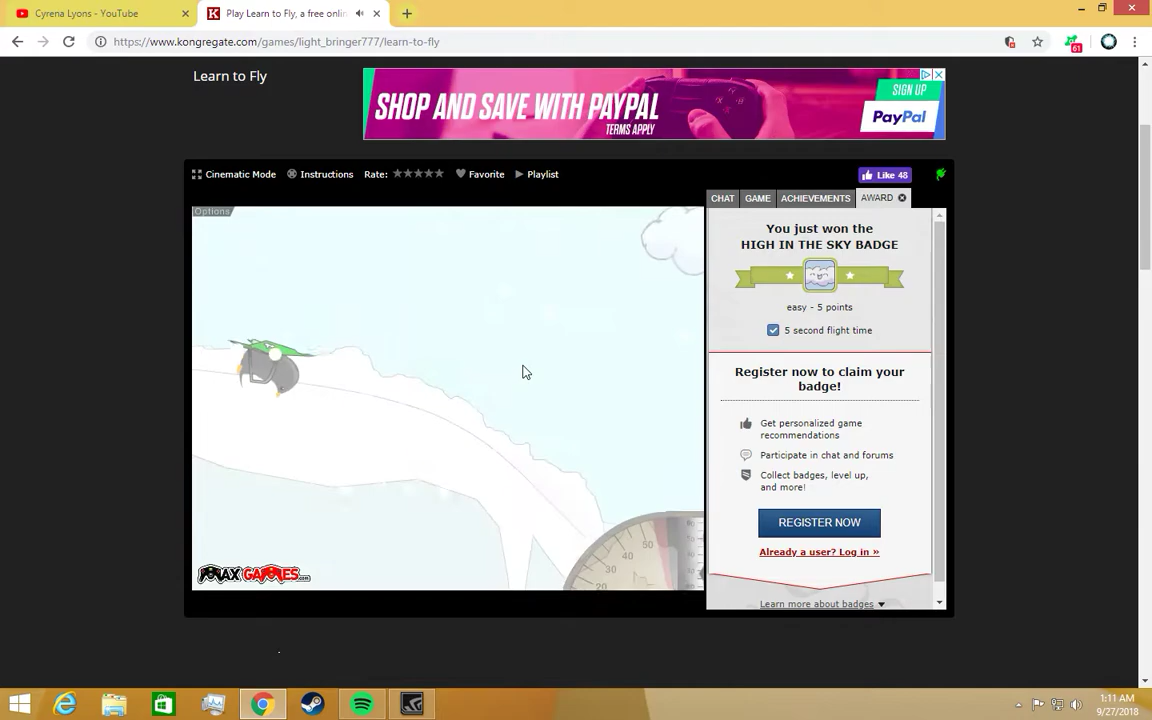 Cyrena Lyons - YouTube
Play Learn to Fly, a free onlin
https://www.kongregate.com/games/light_bringer777/learn-to-fly
61
Learn to Fly
SHOP AND SAVE WITH PAYPAL
TERMS APPLY
SIGN UP
PayPal
Cinematic Mode
Instructions
Rate:
Favorite
Playlist
Like 48
CHAT
GAME
ACHIEVEMENTS
AWARD
Options
You just won the
HIGH IN THE SKY BADGE
easy - 5 points
5 second flight time
Register now to claim your
badge!
Get personalized game
recommendations
Participate in chat and forums
Collect badges, level up,
and more!
REGISTER NOW
Already a user? Log in »
Learn more about badges
50
40
30
20
MAXGAMES.com
1:11 AM
9/27/2018